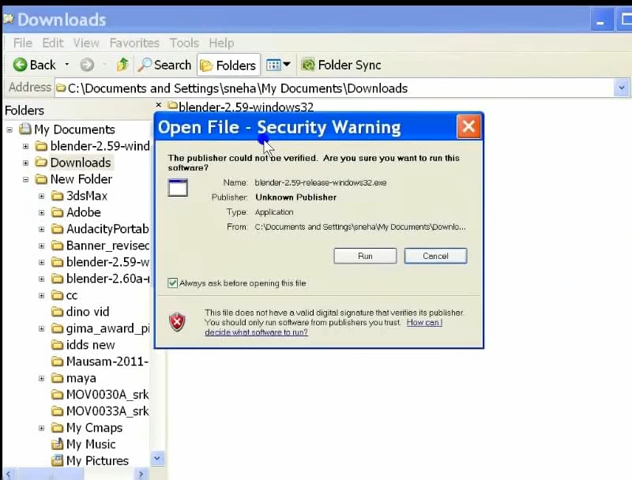 Downloads
File Edit View Favorites Tools Help
Back Search Folders Folder Sync
Address C:\Documents and Settings\sneha\My Documents\Downloads
Folders
blender-2.59-windows32
My Documents
blender-2.59-wind
Downloads
New Folder
3dsMax
Adobe
AudacityPortab
Banner_revised
blender-2.59-w
blender-2.60a-
cc
dino vid
gima_award_pi
idds new
Mausam-2011-
maya
MOV0030A_srk
MOV0033A_srk
My Cmaps
My Music
My Pictures
Open File - Security Warning
The publisher could not be verified. Are you sure you want to run this
software?
Name: blender-2.59-release-windows32.exe
Publisher: Unknown Publisher
Type: Application
From: C:\Documents and Settings\sneha\My Documents\Downlo...
Run Cancel
Always ask before opening this file
This file does not have a valid digital signature that verifies its publisher.
You should only run software from publishers you trust. How can I
decide what software to run?